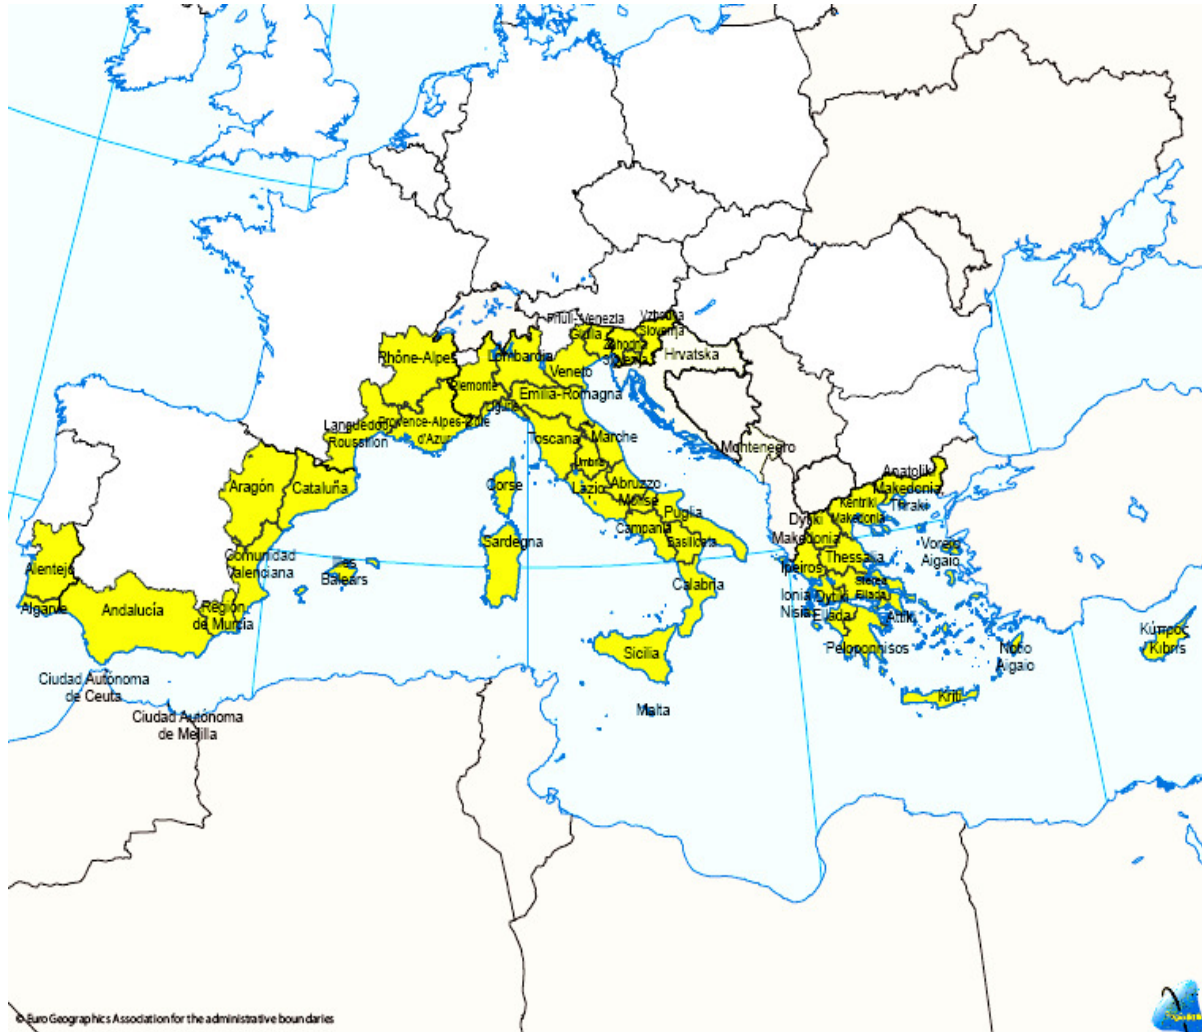 Friuli-Venezia
Giulia
Vzhodna
Slovenija
Zahodna
Slovenija
Hrvatska
Rhône-Alpes
Lombardia
Veneto
Piemonte
Emilia-Romagna
Liguria
Languedoc-
Roussillon
Provence-Alpes-Côte
d'Azur
Toscana
Marche
Umbria
Montenegro
Aragón
Cataluña
Corse
Lazio
Abruzzo
Molise
Puglia
Campania
Basilicata
Anatoliki
Makedonia,
Thraki
Kentriki
Makedonia
Dytiki
Makedonia
Sardegna
Alentejo
Comunidad
Valenciana
Balears
Thessalia
Voreio
Aigaio
Ipeiros
Calabria
Algarve
Andalucía
Región
de Murcia
Ionia
Nisia
Dytiki
Ellada
Sterea
Ellada
Attiki
Sicilia
Peloponnisos
Notio
Aigaio
Κύπρος
Kibris
Ciudad Autónoma
de Ceuta
Kriti
Ciudad Autónoma
de Melilla
Malta
© EuroGeographics Association for the administrative boundaries